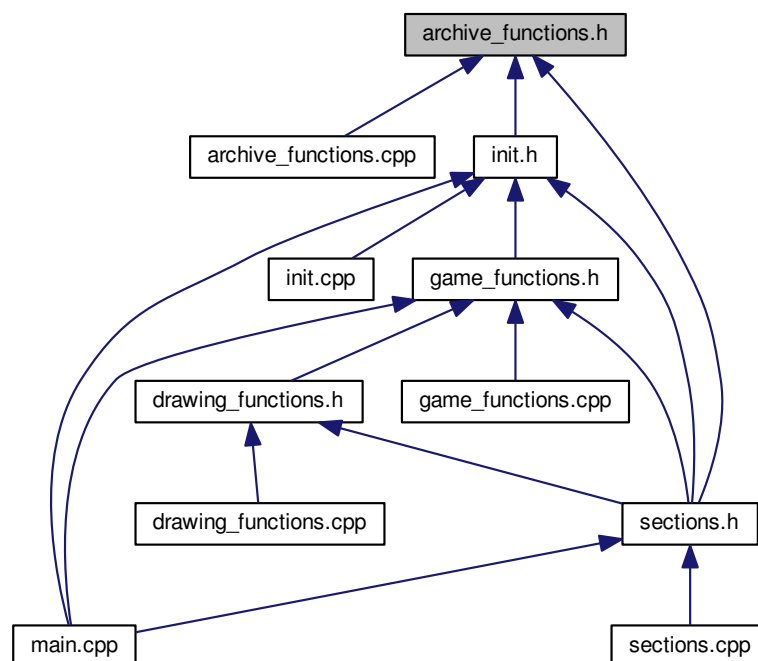 archive_functions.h
archive_functions.cpp
init.h
init.cpp
game_functions.h
drawing_functions.h
game_functions.cpp
drawing_functions.cpp
sections.h
main.cpp
sections.cpp